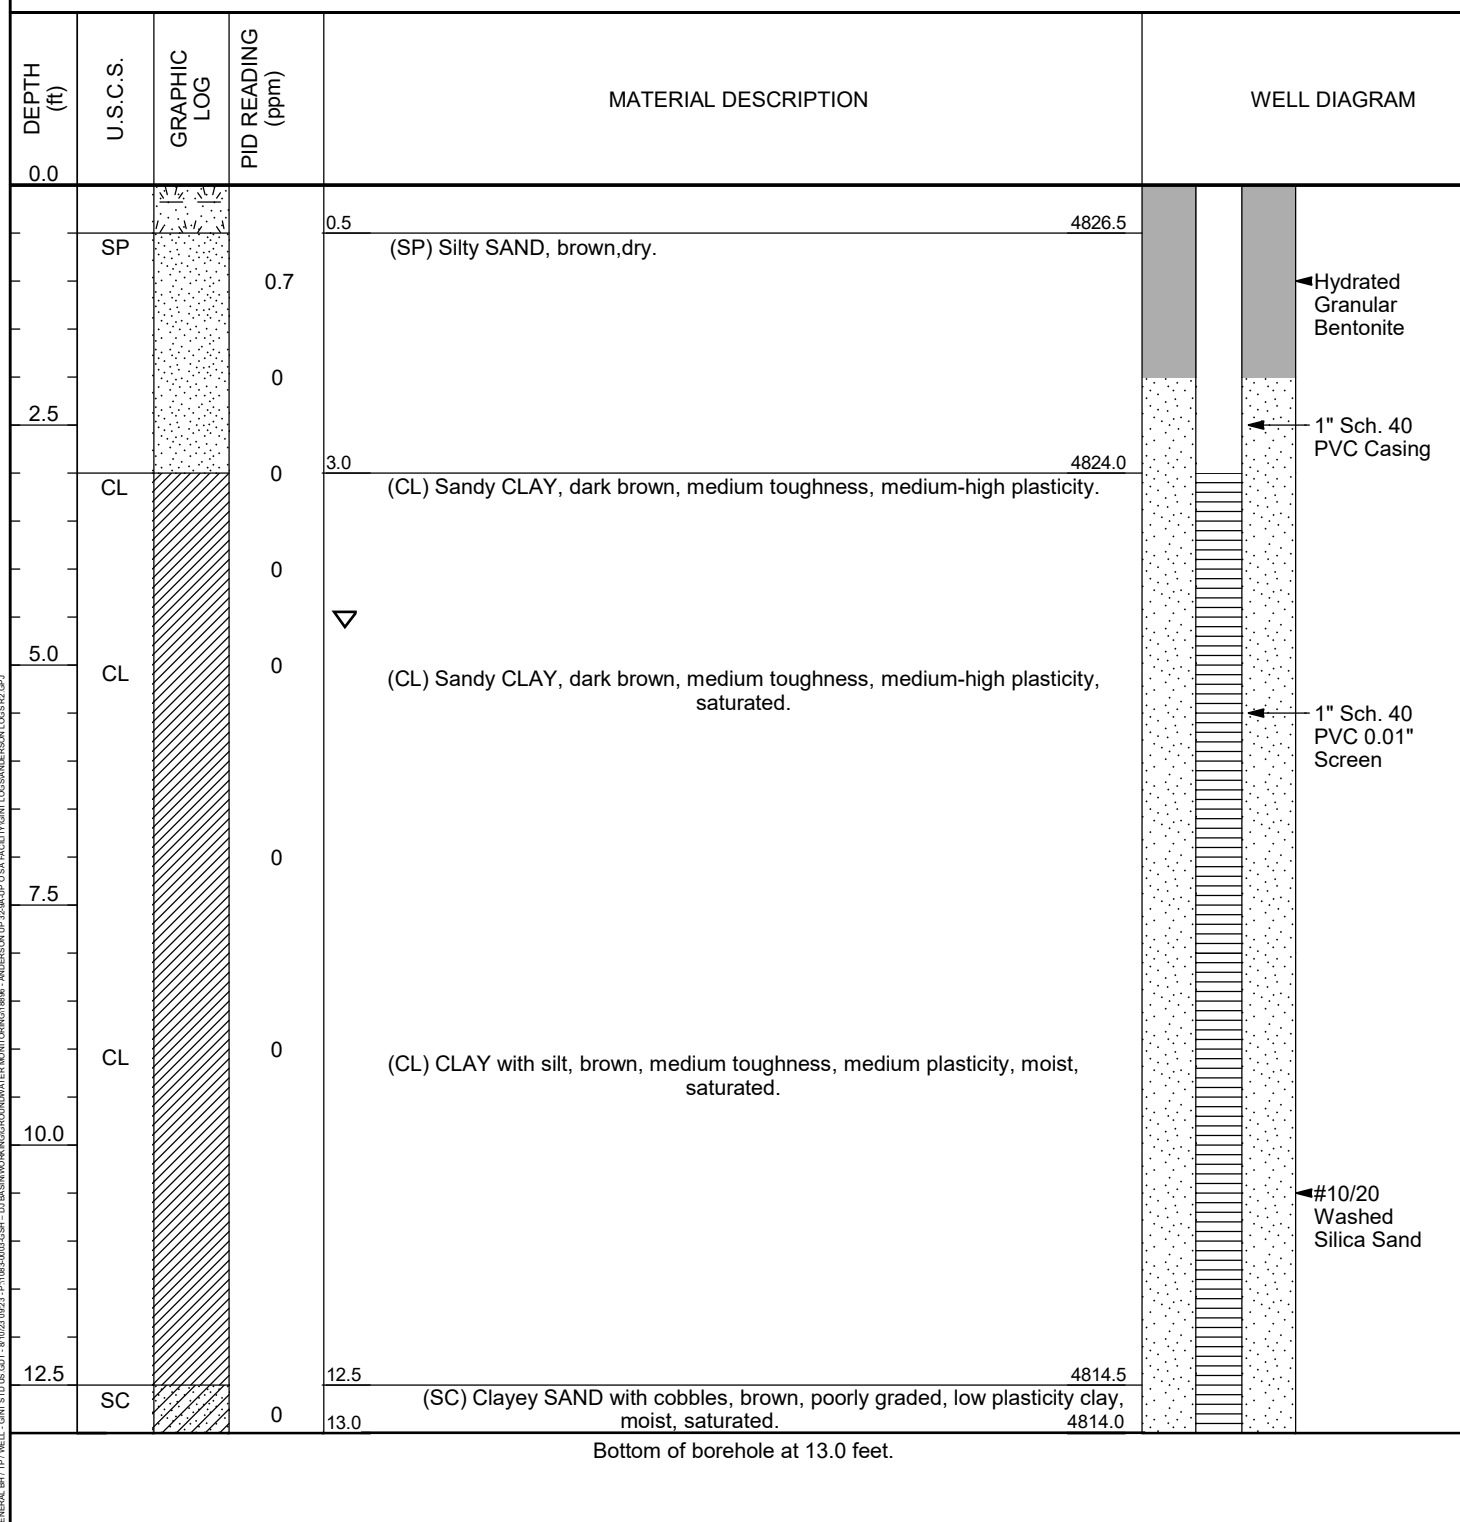 DEPTH
(ft)
U.S.C.S.
GRAPHIC
LOG
PID READING
(ppm)
MATERIAL DESCRIPTION
WELL DIAGRAM
0.0
0.5 4826.5
SP
(SP) Silty SAND, brown,dry.
0.7
Hydrated
Granular
Bentonite
0
2.5
1" Sch. 40
PVC Casing
3.0 4824.0
0
CL
(CL) Sandy CLAY, dark brown, medium toughness, medium-high plasticity.
0
5.0
0
CL
(CL) Sandy CLAY, dark brown, medium toughness, medium-high plasticity,
saturated.
1" Sch. 40
PVC 0.01"
Screen
0
7.5
0
CL
(CL) CLAY with silt, brown, medium toughness, medium plasticity, moist,
saturated.
10.0
#10/20
Washed
Silica Sand
12.5
12.5 4814.5
SC
(SC) Clayey SAND with cobbles, brown, poorly graded, low plasticity clay,
moist, saturated.
0
13.0 4814.0
Bottom of borehole at 13.0 feet.